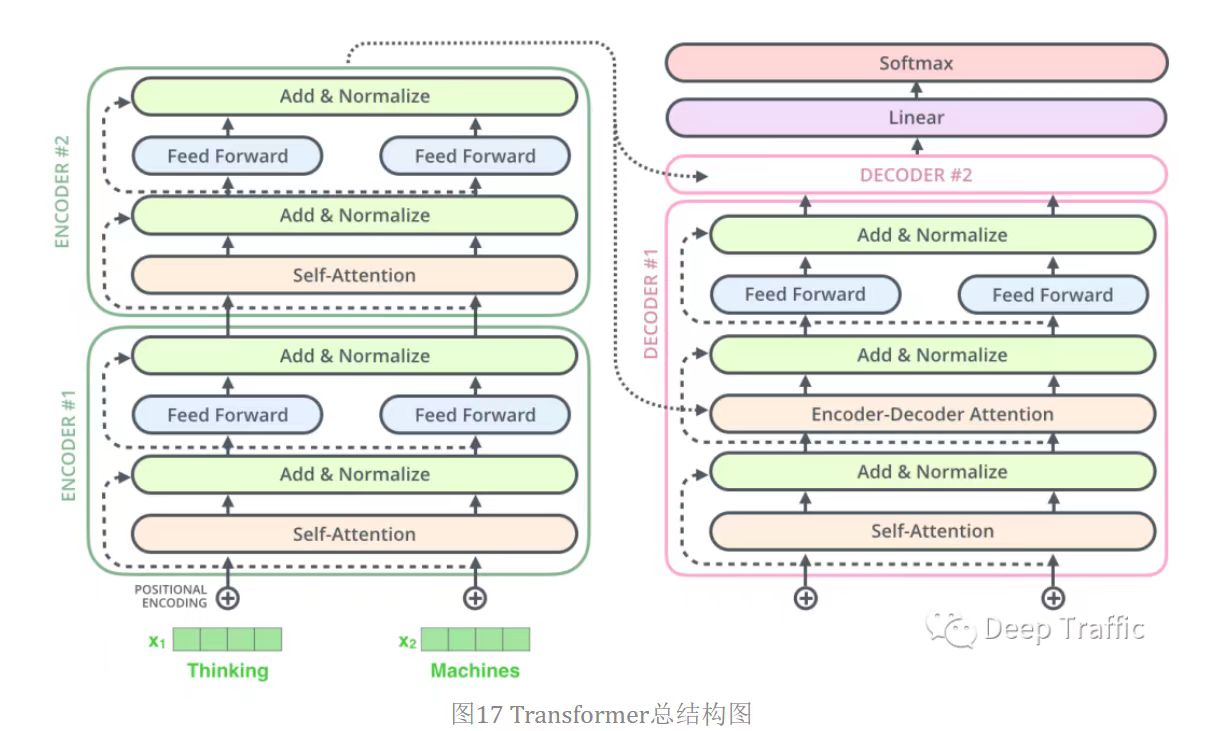 ENCODER #2
Add & Normalize
Feed Forward
Feed Forward
Add & Normalize
Self-Attention
ENCODER #1
Add & Normalize
Feed Forward
Feed Forward
Add & Normalize
Self-Attention
POSITIONAL
ENCODING
x₁
x₂
Thinking
Machines
Softmax
Linear
DECODER #2
DECODER #1
Add & Normalize
Feed Forward
Feed Forward
Add & Normalize
Encoder-Decoder Attention
Add & Normalize
Self-Attention
Deep Traffic
图17 Transformer总结构图